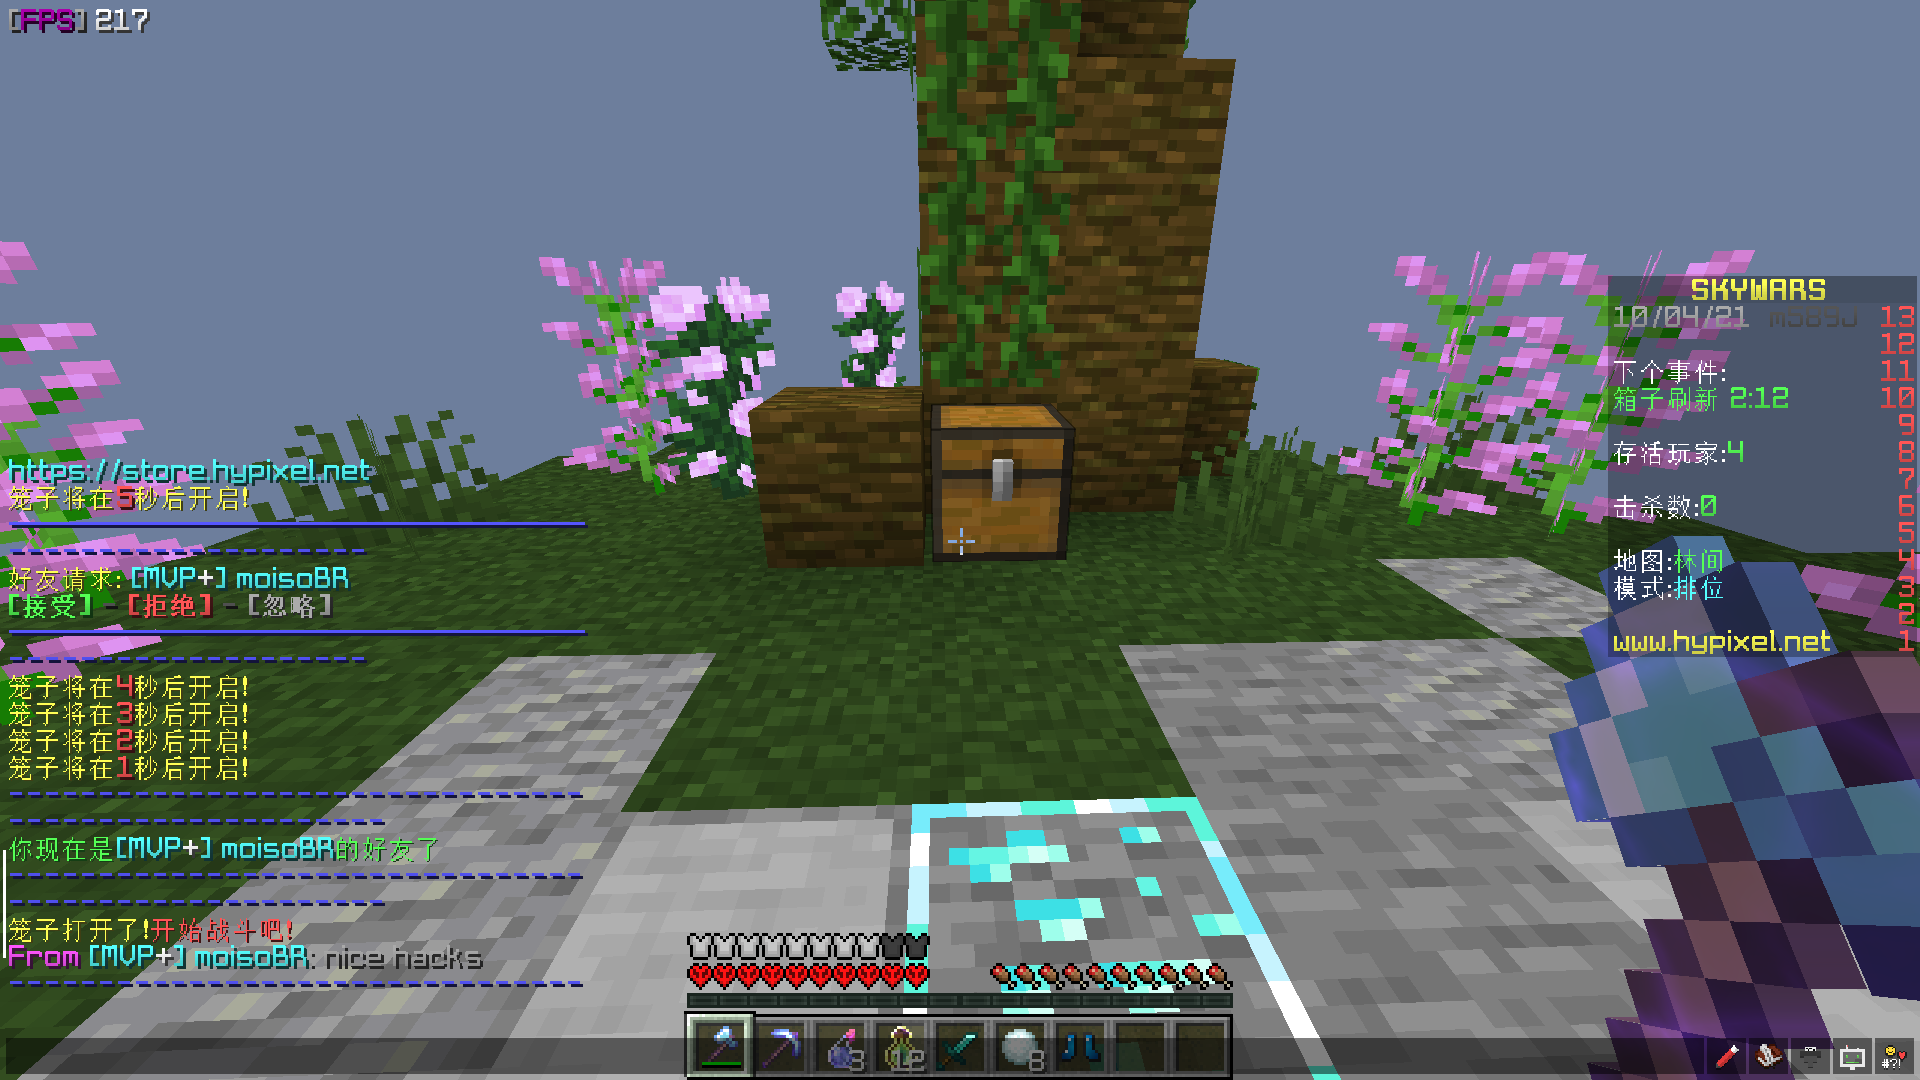 [FPS] 217
https://store.hypixel.net
笼子将在5秒后开启!
好友请求: [MVP+] moisoBR
[接受] - [拒绝] - [忽略]
笼子将在4秒后开启!
笼子将在3秒后开启!
笼子将在2秒后开启!
笼子将在1秒后开启!
你现在是[MVP+] moisoBR的好友了
笼子打开了!开始战斗吧!
From [MVP+] moisoBR: nice hacks
SKYWARS
10/04/21 m589J 13
12
下个事件: 11
箱子刷新 2:12 10
9
存活玩家:4 8
7
击杀数:0 6
5
地图:林间 4
模式:排位 3
2
www.hypixel.net 1
3
12
8
#?!